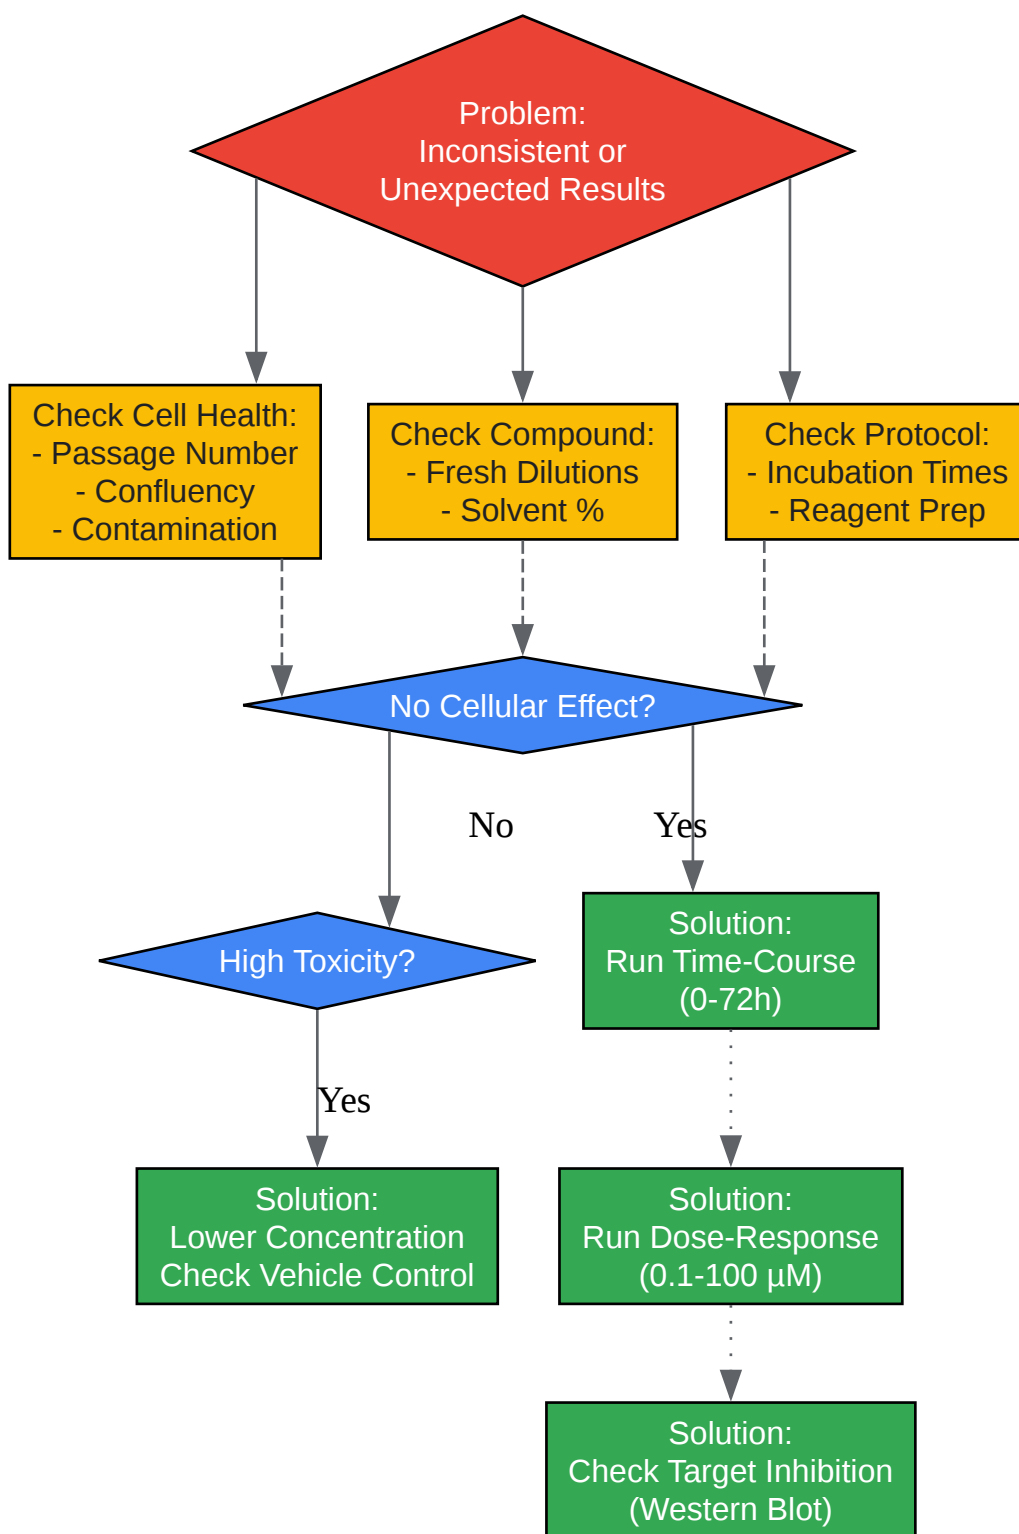 Problem:
Inconsistent or
Unexpected Results
Check Cell Health:
- Passage Number
- Confluency
- Contamination
Check Compound:
- Fresh Dilutions
- Solvent %
Check Protocol:
- Incubation Times
- Reagent Prep
No Cellular Effect?
No
Yes
High Toxicity?
Solution:
Run Time-Course
(0-72h)
Yes
Solution:
Lower Concentration
Check Vehicle Control
Solution:
Run Dose-Response
(0.1-100 µM)
Solution:
Check Target Inhibition
(Western Blot)